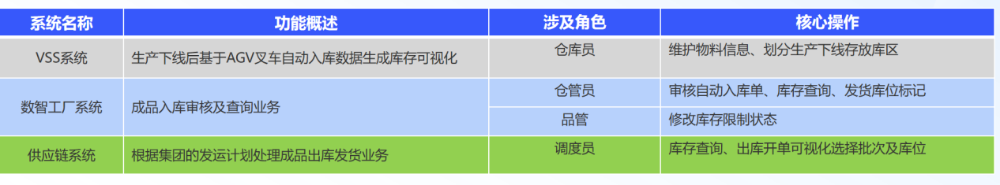 系统名称 功能概述 涉及角色 核心操作
VSS系统 生产下线后基于AGV叉车自动入库数据生成库存可视化 仓库员 维护物料信息、划分生产下线存放库区
数智工厂系统 成品入库审核及查询业务 仓管员 审核自动入库单、库存查询、发货库位标记
品管 修改库存限制状态
供应链系统 根据集团的发运计划处理成品出库发货业务 调度员 库存查询、出库开单可视化选择批次及库位